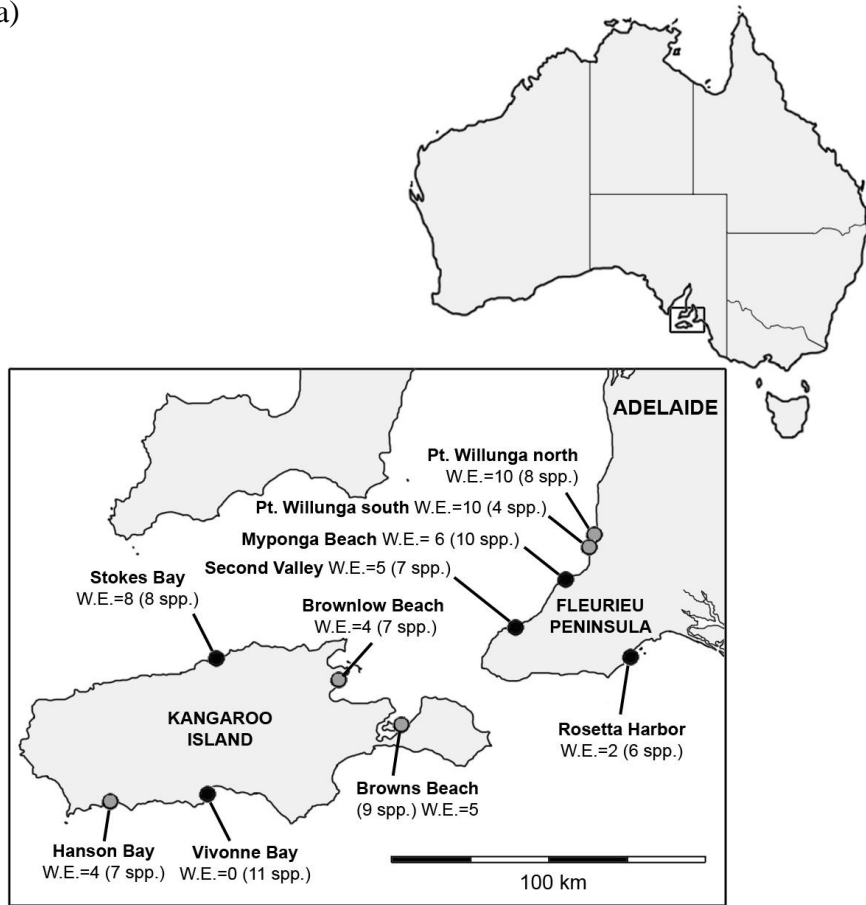 a)
ADELAIDE
Pt. Willunga north
W.E.=10 (8 spp.)
Pt. Willunga south W.E.=10 (4 spp.)
Myponga Beach W.E.= 6 (10 spp.)
Second Valley W.E.=5 (7 spp.)
Stokes Bay
W.E.=8 (8 spp.)
Brownlow Beach
W.E.=4 (7 spp.)
FLEURIEU
PENINSULA
KANGAROO
ISLAND
Rosetta Harbor
W.E.=2 (6 spp.)
Browns Beach
(9 spp.) W.E.=5
Hanson Bay
W.E.=4 (7 spp.)
Vivonne Bay
W.E.=0 (11 spp.)
100 km